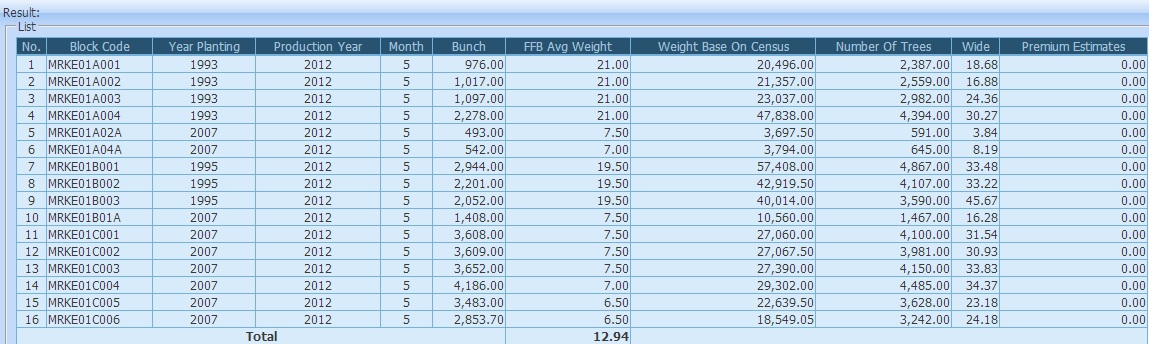 Result:
List
No. Block Code Year Planting Production Year Month Bunch FFB Avg Weight Weight Base On Census Number Of Trees Wide Premium Estimates
1 MRKE01A001 1993 2012 5 976.00 21.00 20,496.00 2,387.00 18.68 0.00
2 MRKE01A002 1993 2012 5 1,017.00 21.00 21,357.00 2,559.00 16.88 0.00
3 MRKE01A003 1993 2012 5 1,097.00 21.00 23,037.00 2,982.00 24.36 0.00
4 MRKE01A004 1993 2012 5 2,278.00 21.00 47,838.00 4,394.00 30.27 0.00
5 MRKE01A02A 2007 2012 5 493.00 7.50 3,697.50 591.00 3.84 0.00
6 MRKE01A04A 2007 2012 5 542.00 7.00 3,794.00 645.00 8.19 0.00
7 MRKE01B001 1995 2012 5 2,944.00 19.50 57,408.00 4,867.00 33.48 0.00
8 MRKE01B002 1995 2012 5 2,201.00 19.50 42,919.50 4,107.00 33.22 0.00
9 MRKE01B003 1995 2012 5 2,052.00 19.50 40,014.00 3,590.00 45.67 0.00
10 MRKE01B01A 2007 2012 5 1,408.00 7.50 10,560.00 1,467.00 16.28 0.00
11 MRKE01C001 2007 2012 5 3,608.00 7.50 27,060.00 4,100.00 31.54 0.00
12 MRKE01C002 2007 2012 5 3,609.00 7.50 27,067.50 3,981.00 30.93 0.00
13 MRKE01C003 2007 2012 5 3,652.00 7.50 27,390.00 4,150.00 33.83 0.00
14 MRKE01C004 2007 2012 5 4,186.00 7.00 29,302.00 4,485.00 34.37 0.00
15 MRKE01C005 2007 2012 5 3,483.00 6.50 22,639.50 3,628.00 23.18 0.00
16 MRKE01C006 2007 2012 5 2,853.70 6.50 18,549.05 3,242.00 24.18 0.00
Total 12.94